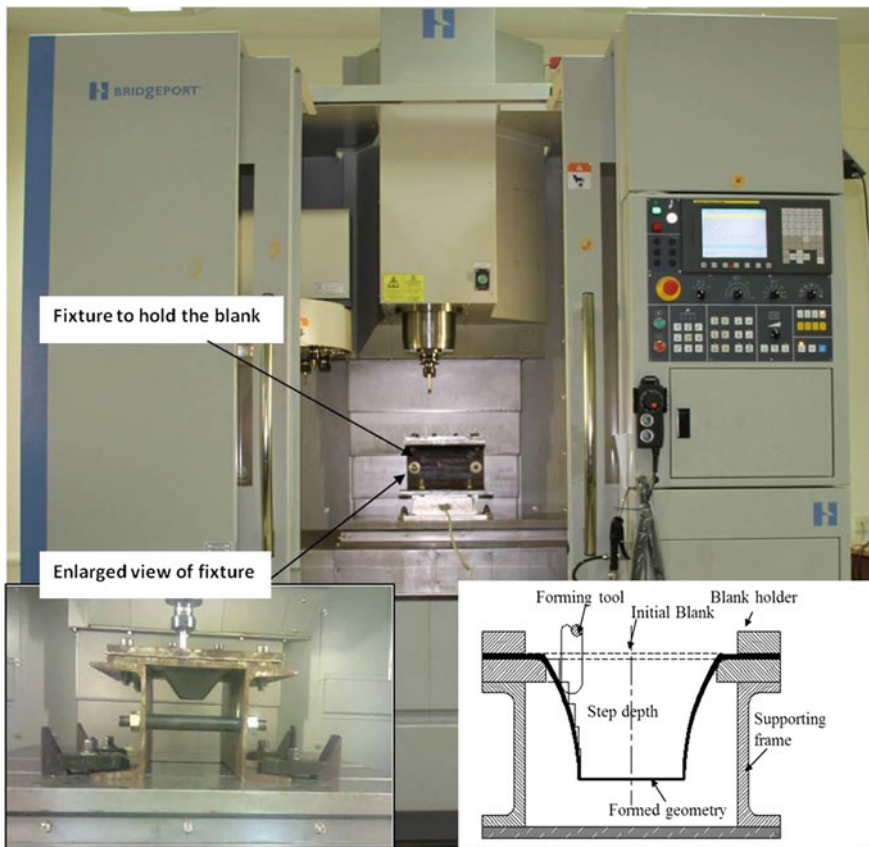 BRIDGEPORT
Fixture to hold the blank
Enlarged view of fixture
Forming tool
Initial Blank
Blank holder
Step depth
Supporting
frame
Formed geometry